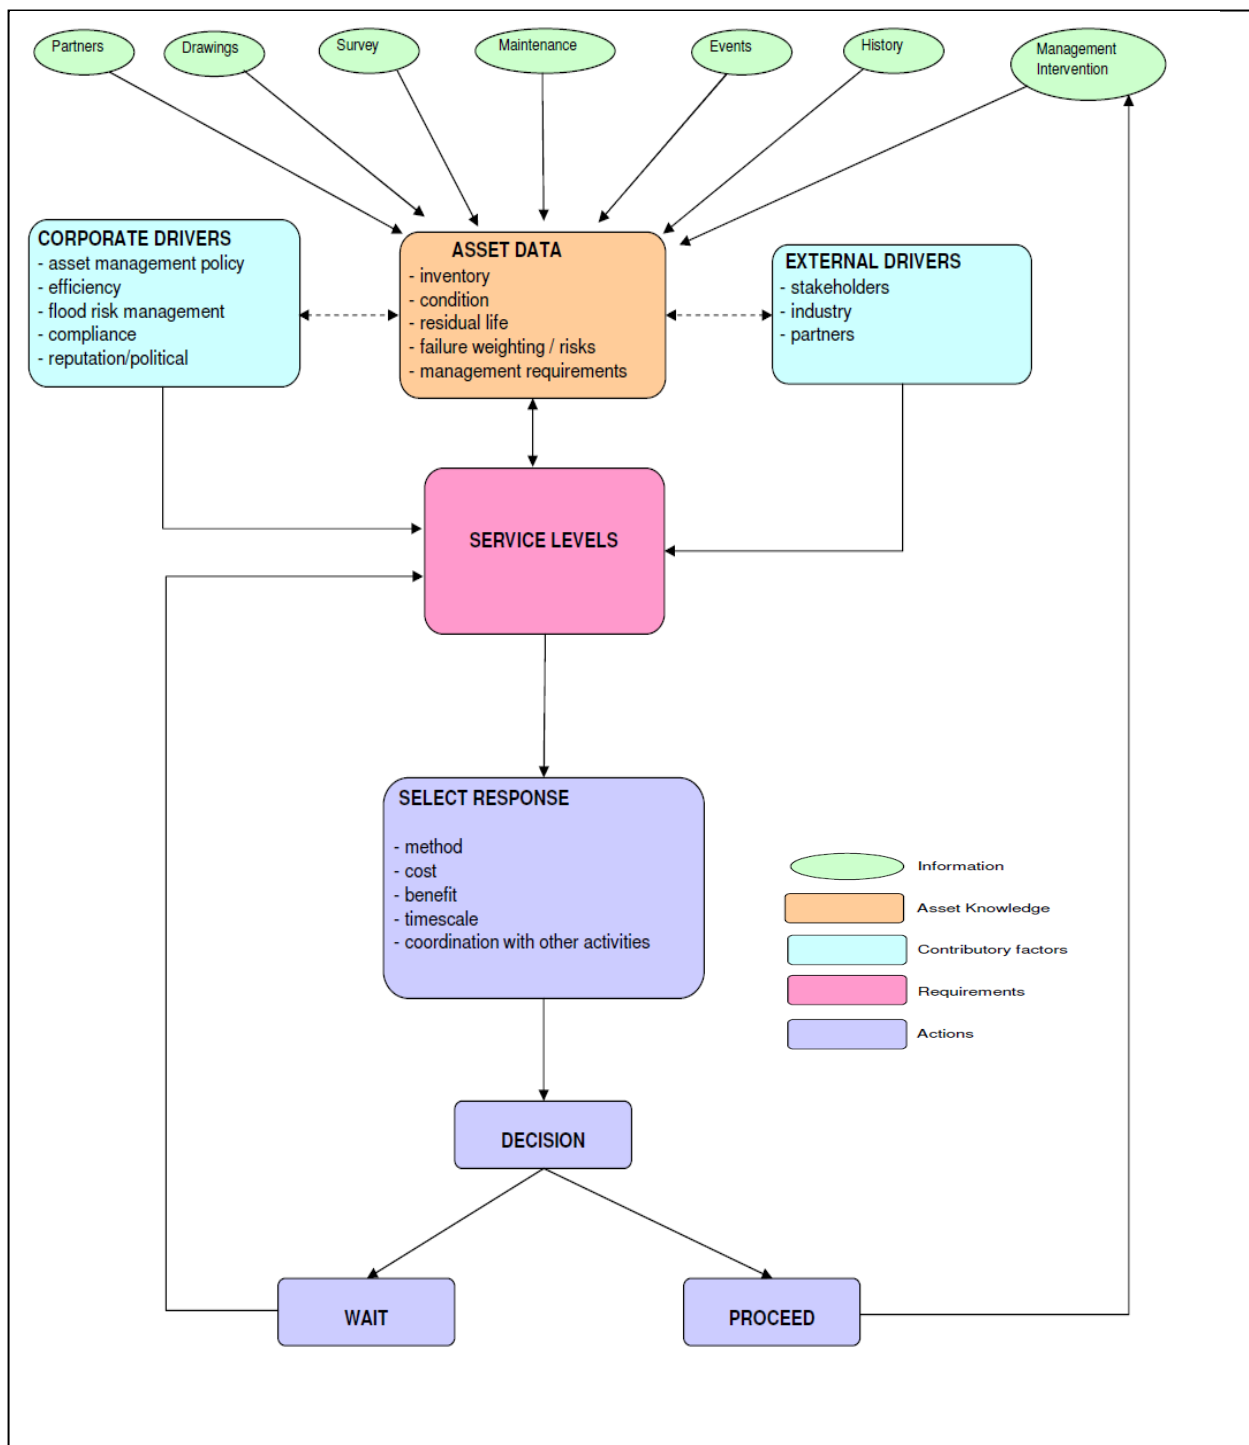 Partners
Drawings
Survey
Maintenance
Events
History
Management
Intervention
CORPORATE DRIVERS
- asset management policy
- efficiency
- flood risk management
- compliance
- reputation/political
ASSET DATA
- inventory
- condition
- residual life
- failure weighting / risks
- management requirements
EXTERNAL DRIVERS
- stakeholders
- industry
- partners
SERVICE LEVELS
SELECT RESPONSE
- method
- cost
- benefit
- timescale
- coordination with other activities
Information
Asset Knowledge
Contributory factors
Requirements
Actions
DECISION
WAIT
PROCEED